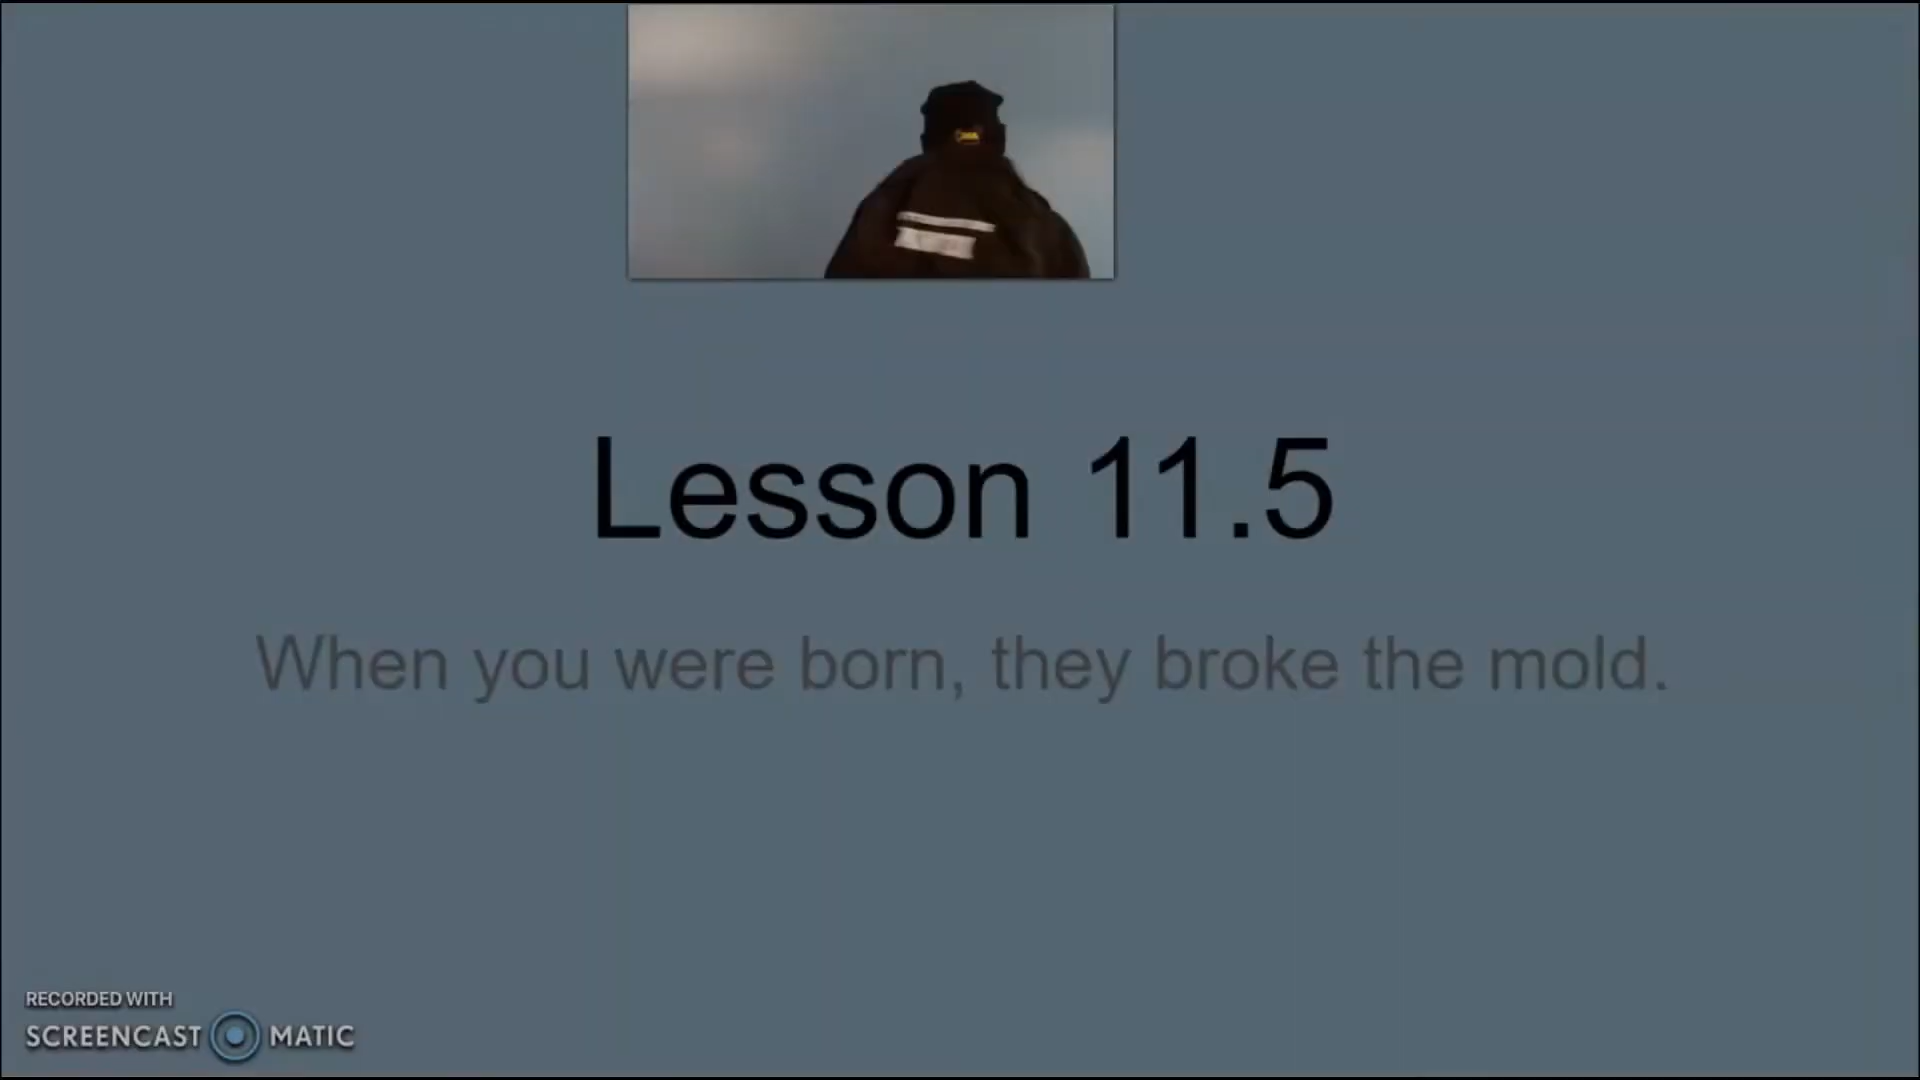 Lesson 11.5
When you were born, they broke the mold.
RECORDED WITH
SCREENCAST MATIC